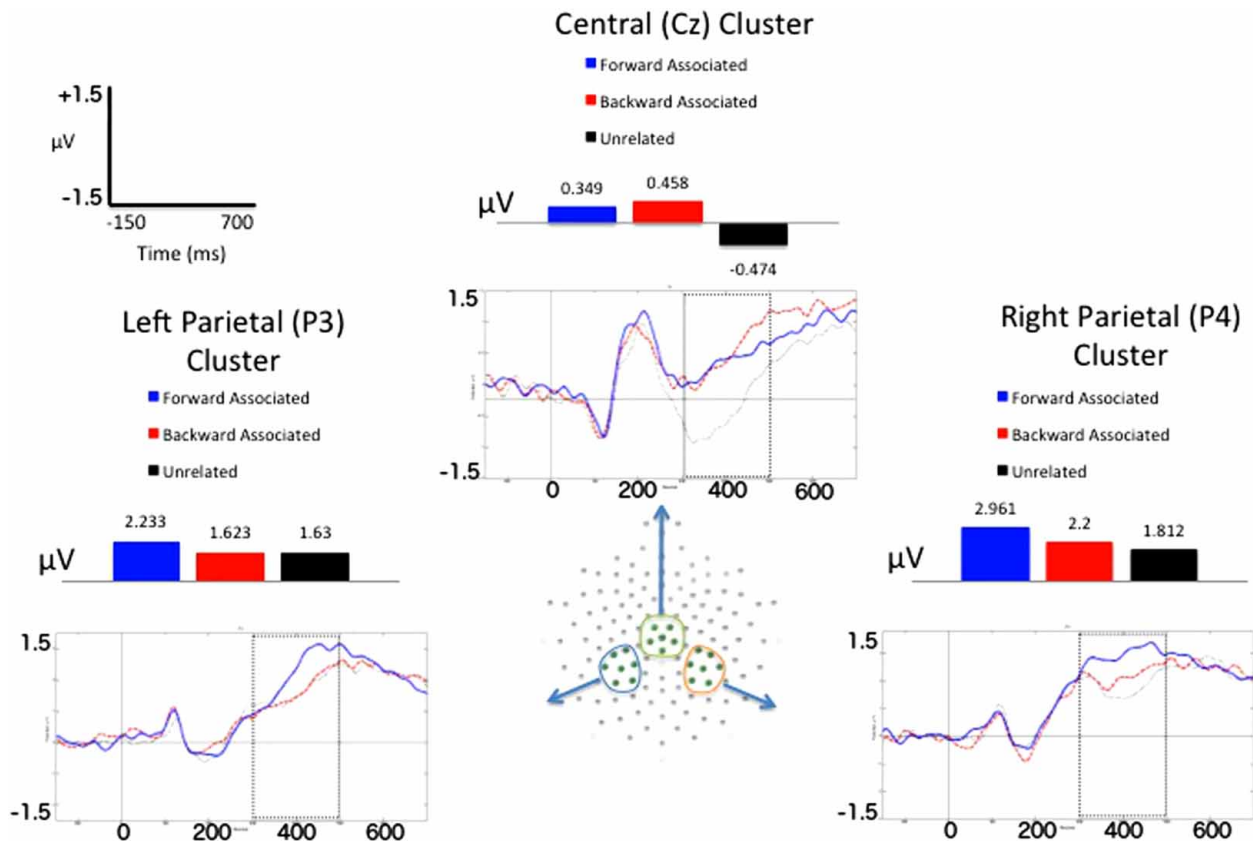 Central (Cz) Cluster
Forward Associated
Backward Associated
Unrelated
+1.5
µV
-1.5
-150 700
Time (ms)
µV
0.349
0.458
-0.474
1.5
-1.5
0 200 400 600
Left Parietal (P3)
Cluster
Forward Associated
Backward Associated
Unrelated
µV
2.233
1.623
1.63
1.5
-1.5
0 200 400 600
Right Parietal (P4)
Cluster
Forward Associated
Backward Associated
Unrelated
µV
2.961
2.2
1.812
1.5
-1.5
0 200 400 600